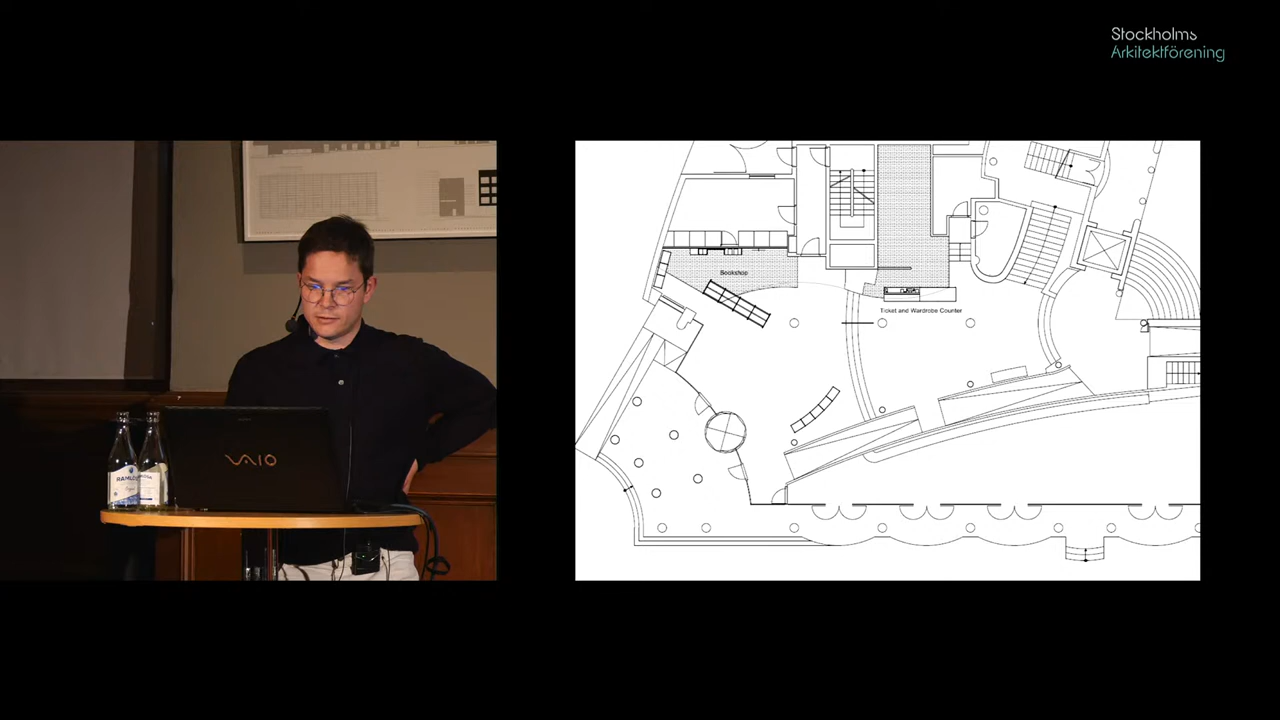 Stockholms
Arkitektförening
Bookshop
Ticket and Wardrobe Counter
VAIO